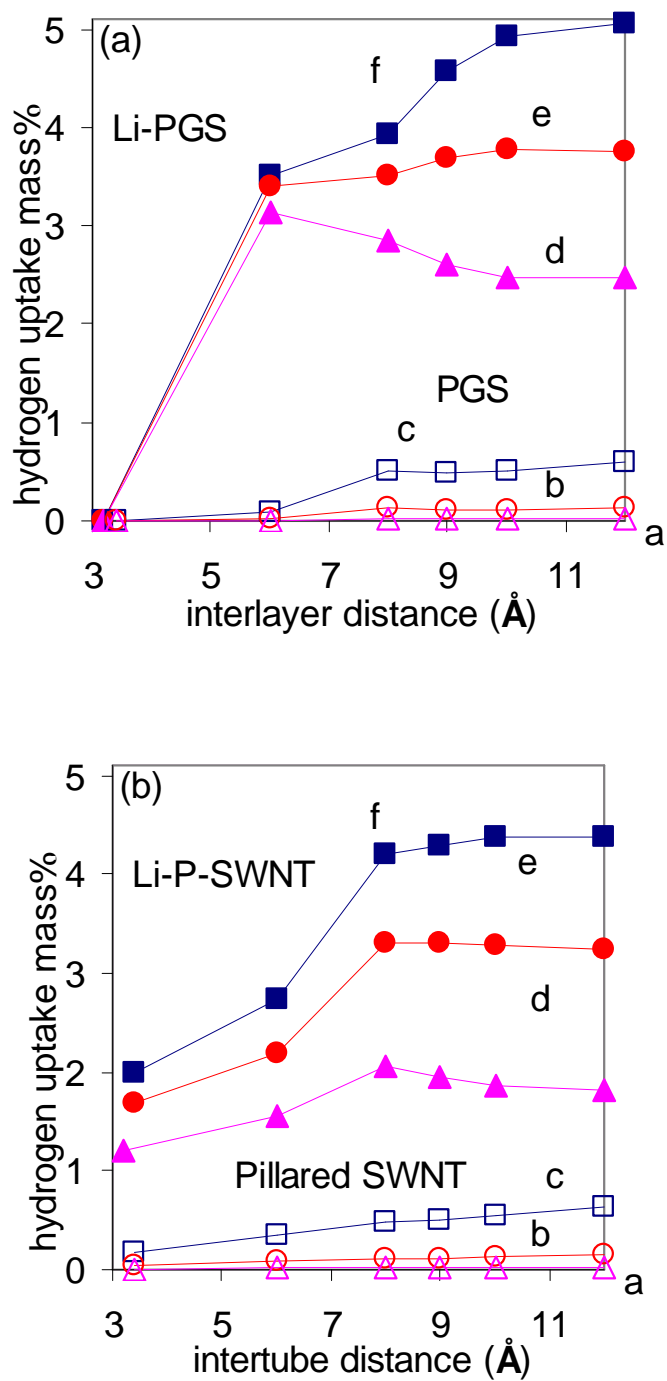 (a)
5
f
Li-PGS
e
4
3
d
2
PGS
c
1
b
0
a
3 5 7 9 11
hydrogen uptake mass%
interlayer distance (Å)
(b)
5
f
e
Li-P-SWNT
4
3
d
2
Pillared SWNT
c
1
b
0
a
3 5 7 9 11
hydrogen uptake mass%
intertube distance (Å)